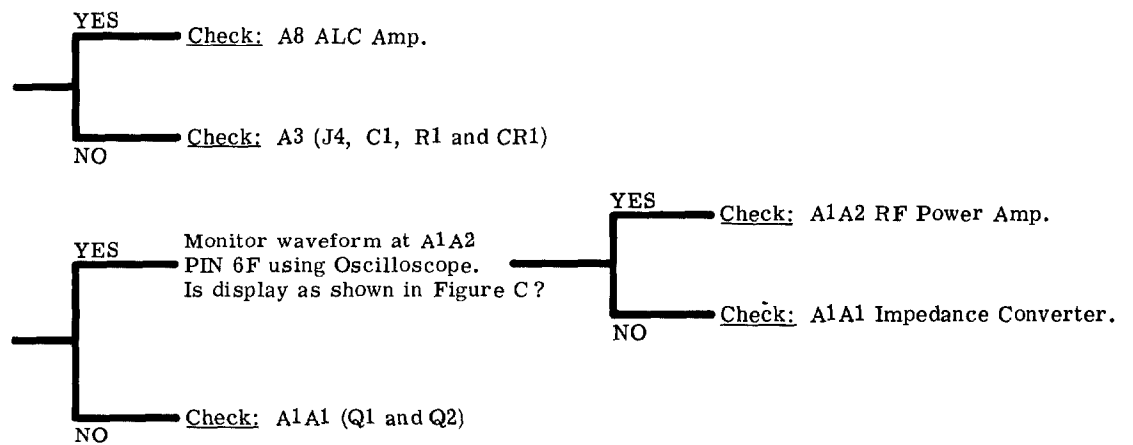 YES
Check: A8 ALC Amp.
Check: A3 (J4, C1, R1 and CR1)
NO
YES
Monitor waveform at A1A2
PIN 6F using Oscilloscope.
Is display as shown in Figure C?
YES
Check: A1A2 RF Power Amp.
Check: A1A1 Impedance Converter.
NO
Check: A1A1 (Q1 and Q2)
NO